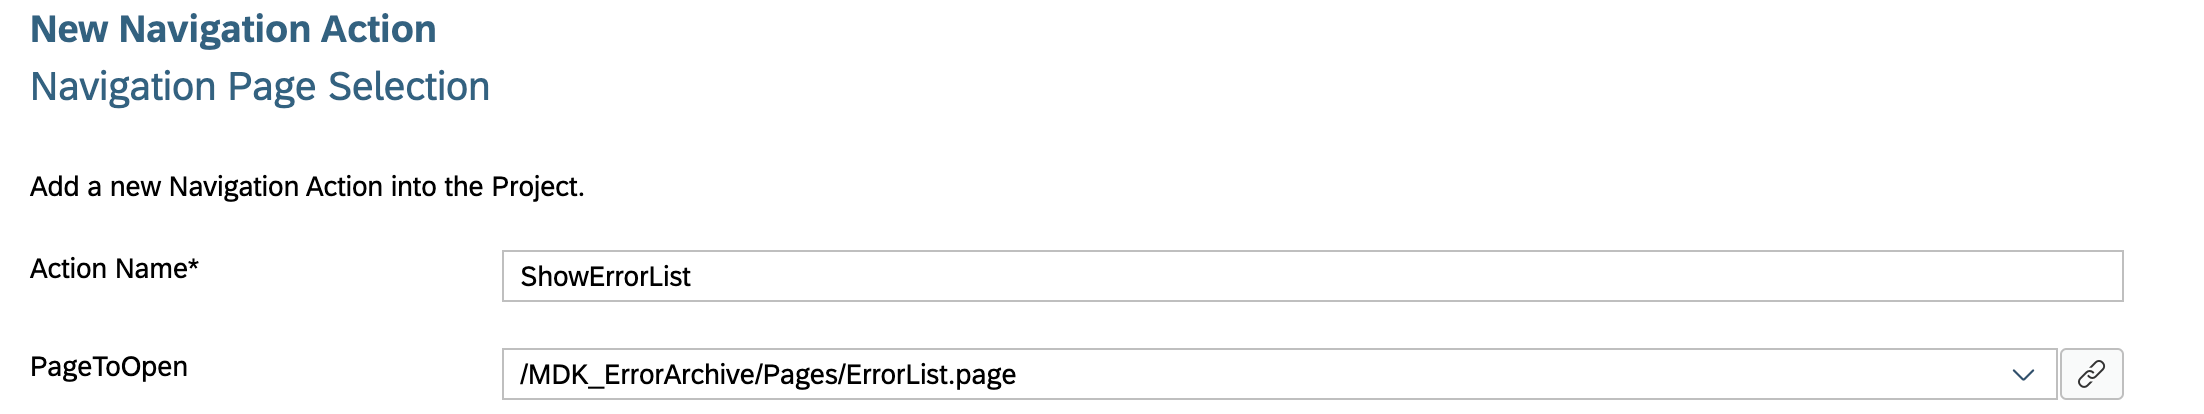 New Navigation Action
Navigation Page Selection
Add a new Navigation Action into the Project.
Action Name*
ShowErrorList
PageToOpen
/MDK_ErrorArchive/Pages/ErrorList.page